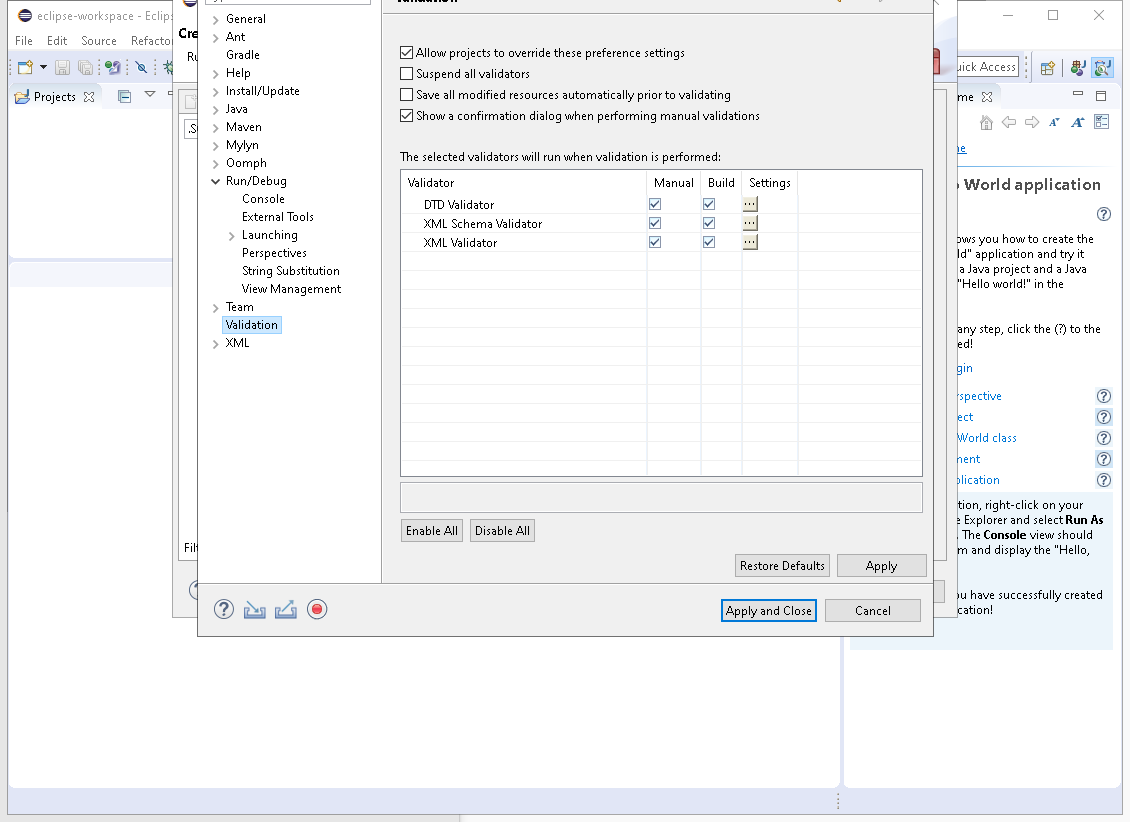 eclipse-workspace - Eclips
File Edit Source Refacto
Cre
Ru
Projects
General
Ant
Gradle
Help
Install/Update
Java
Maven
Mylyn
Oomph
Run/Debug
Console
External Tools
Launching
Perspectives
String Substitution
View Management
Team
Validation
XML
Filt
Allow projects to override these preference settings
Suspend all validators
Save all modified resources automatically prior to validating
Show a confirmation dialog when performing manual validations
The selected validators will run when validation is performed:
Validator Manual Build Settings
DTD Validator ...
XML Schema Validator ...
XML Validator ...
Enable All Disable All
Restore Defaults Apply
Apply and Close Cancel
uick Access
me
ne
World application
ows you how to create the
ld" application and try it
a Java project and a Java
"Hello world!" in the
any step, click the (?) to the
ed!
gin
rspective
ect
World class
ment
plication
tion, right-click on your
e Explorer and select Run As
. The Console view should
m and display the "Hello,
ou have successfully created
cation!